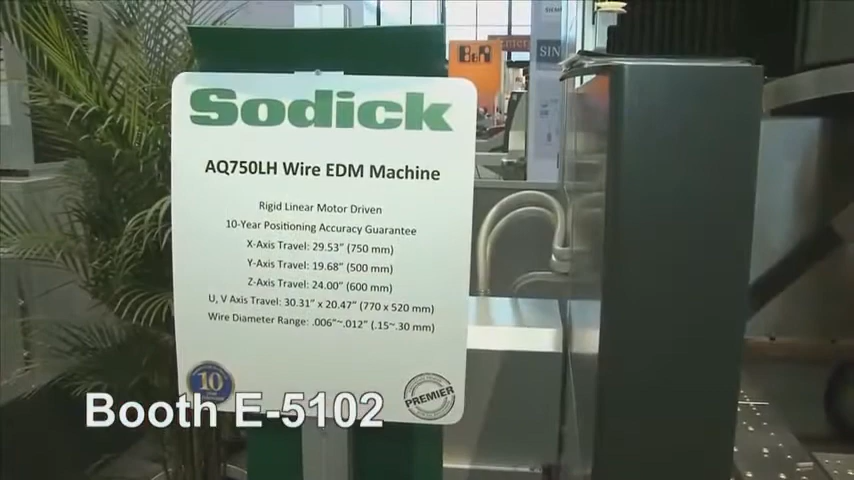 Sodick
AQ750LH Wire EDM Machine
Rigid Linear Motor Driven
10-Year Positioning Accuracy Guarantee
X-Axis Travel: 29.53" (750 mm)
Y-Axis Travel: 19.68" (500 mm)
Z-Axis Travel: 24.00" (600 mm)
U, V Axis Travel: 30.31" x 20.47" (770 x 520 mm)
Wire Diameter Range: .006"~.012" (.15~.30 mm)
10
PREMIER
Booth E-5102
B&R
SIN